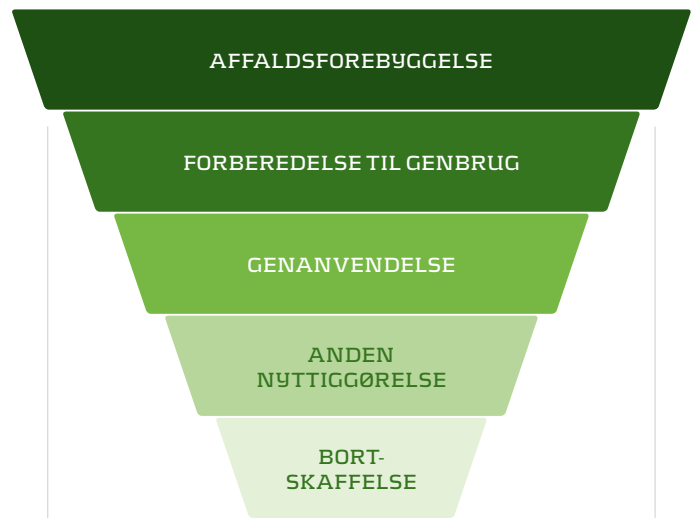 AFFALDSFOREBYGGELSE
FORBEREDELSE TIL GENBRUG
GENANVENDELSE
ANDEN
NYTTIGGØRELSE
BORT-
SKAFFELSE